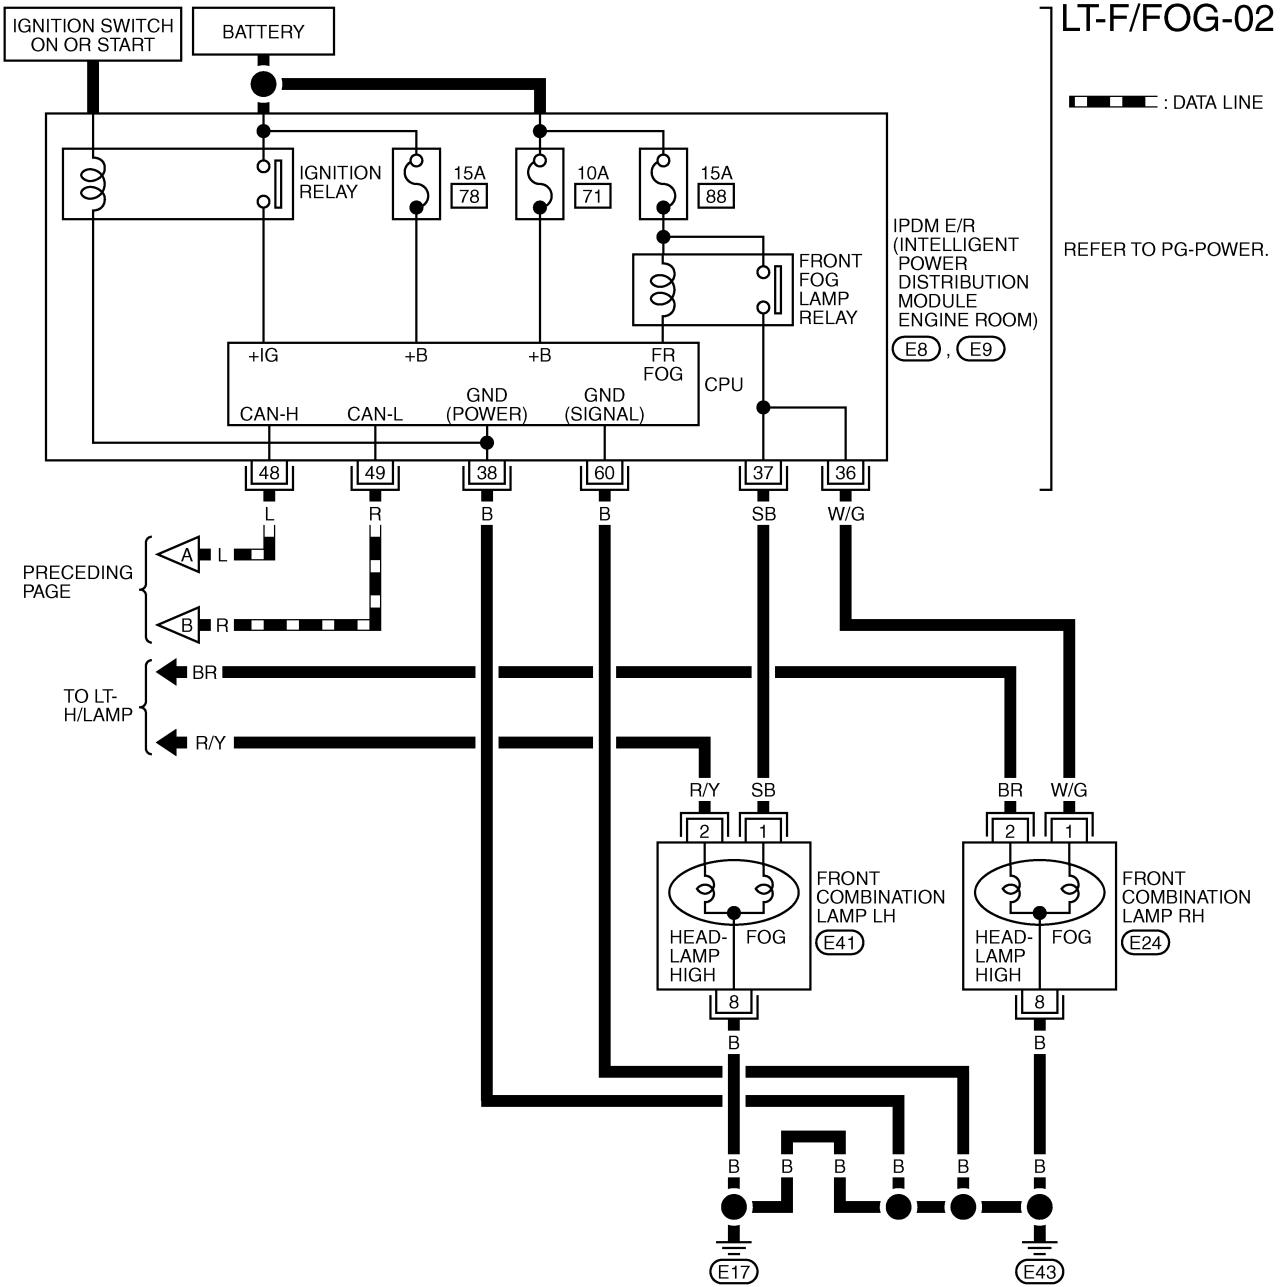 IGNITION SWITCH
ON OR START
BATTERY
LT-F/FOG-02
: DATA LINE
IGNITION
RELAY
15A
78
10A
71
15A
88
IPDM E/R
(INTELLIGENT
POWER
DISTRIBUTION
MODULE
ENGINE ROOM)
E8 , E9
REFER TO PG-POWER.
FRONT
FOG
LAMP
RELAY
+IG
+B
+B
FR
FOG
CPU
CAN-H
CAN-L
GND
(POWER)
GND
(SIGNAL)
48
49
38
60
37
36
L
R
B
B
SB
W/G
PRECEDING
PAGE
A
L
B
R
TO LT-
H/LAMP
BR
R/Y
R/Y
SB
BR
W/G
2
1
2
1
HEAD-
LAMP
HIGH
FOG
FRONT
COMBINATION
LAMP LH
E41
HEAD-
LAMP
HIGH
FOG
FRONT
COMBINATION
LAMP RH
E24
8
8
B
B
B
B
B
B
B
B
E17
E43